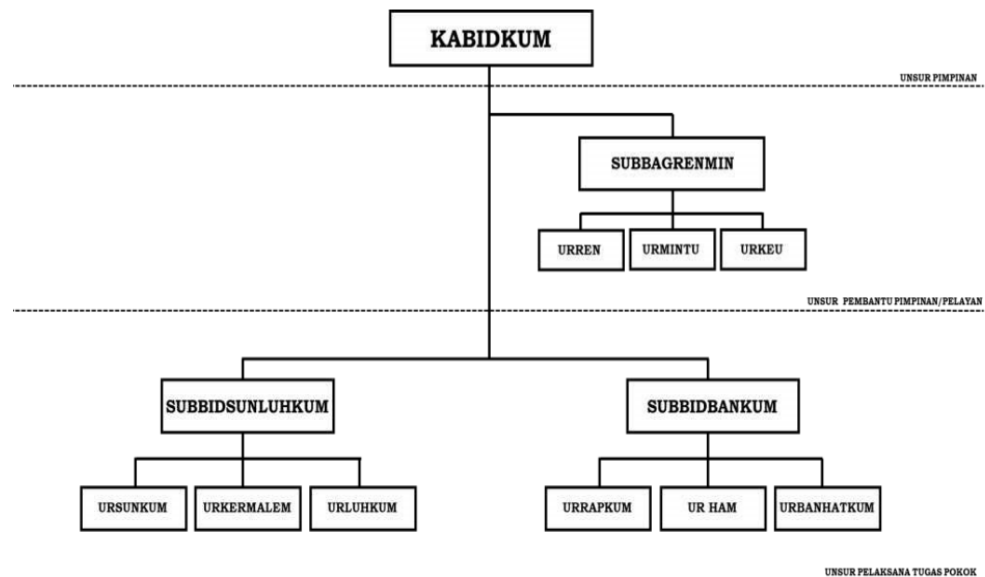 KABIDKUM
UNSUR PIMPINAN
SUBBAGRENMIN
URREN
URMINTU
URKEU
UNSUR PEMBANTU PIMPINAN/PELAYAN
SUBBIDSUNLUHKUM
SUBBIDBANKUM
URSUNKUM
URKERMALEM
URLUHKUM
URRAPKUM
UR HAM
URBANHATKUM
UNSUR PELAKSANA TUGAS POKOK